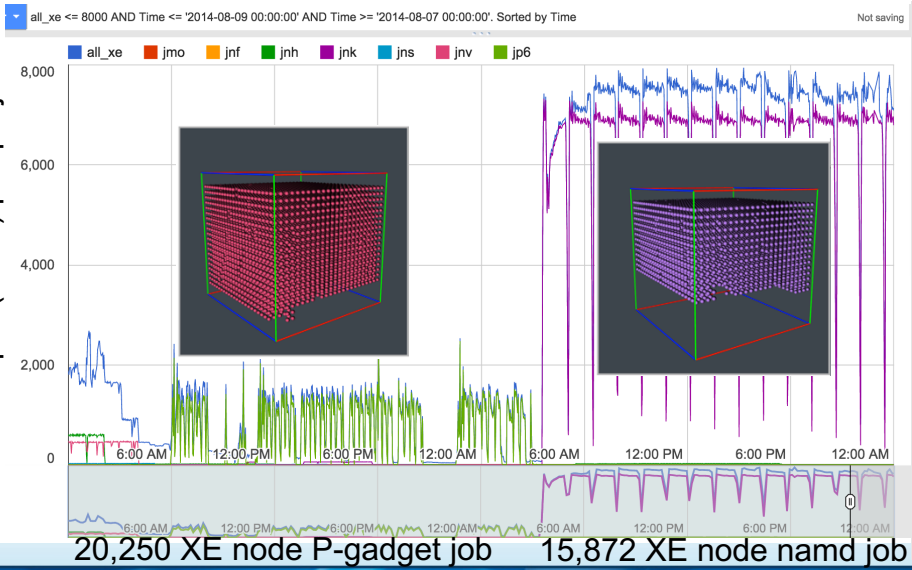 all_xe <= 8000 AND Time <= '2014-08-09 00:00:00' AND Time >= '2014-08-07 00:00:00'. Sorted by Time
Not saving
all_xe jmo jnf jnh jnk jns jnv jp6
8,000
6,000
4,000
2,000
0
6:00 AM 12:00 PM 6:00 PM 12:00 AM 6:00 AM 12:00 PM 6:00 PM 12:00 AM
6:00 AM 12:00 PM 6:00 PM 12:00 AM 6:00 AM 12:00 PM 6:00 PM 12:00 AM
20,250 XE node P-gadget job 15,872 XE node namd job